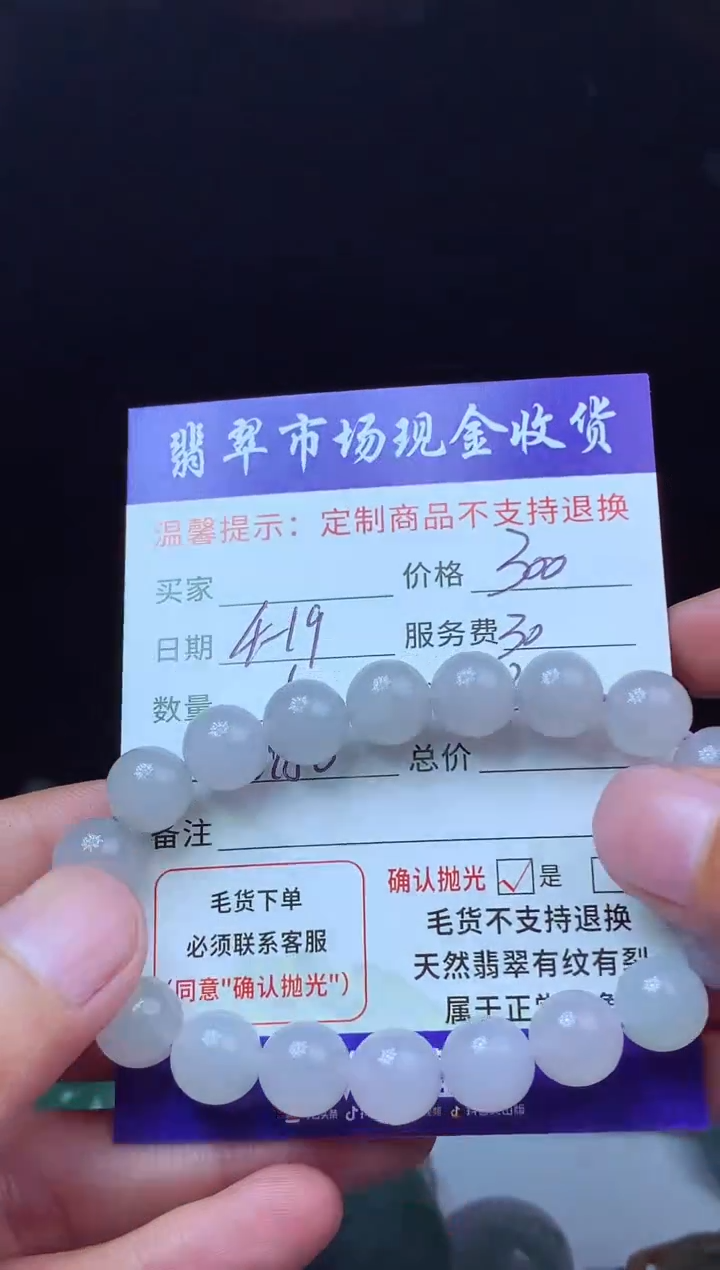 翡翠市场现金收货
温馨提示：定制商品不支持退换
买家 价格 300
日期 4-19 服务费 30
数量
总价
备注
确认抛光 ✓ 是
毛货下单
必须联系客服
(同意"确认抛光")
毛货不支持退换
天然翡翠有纹有裂
属于正常